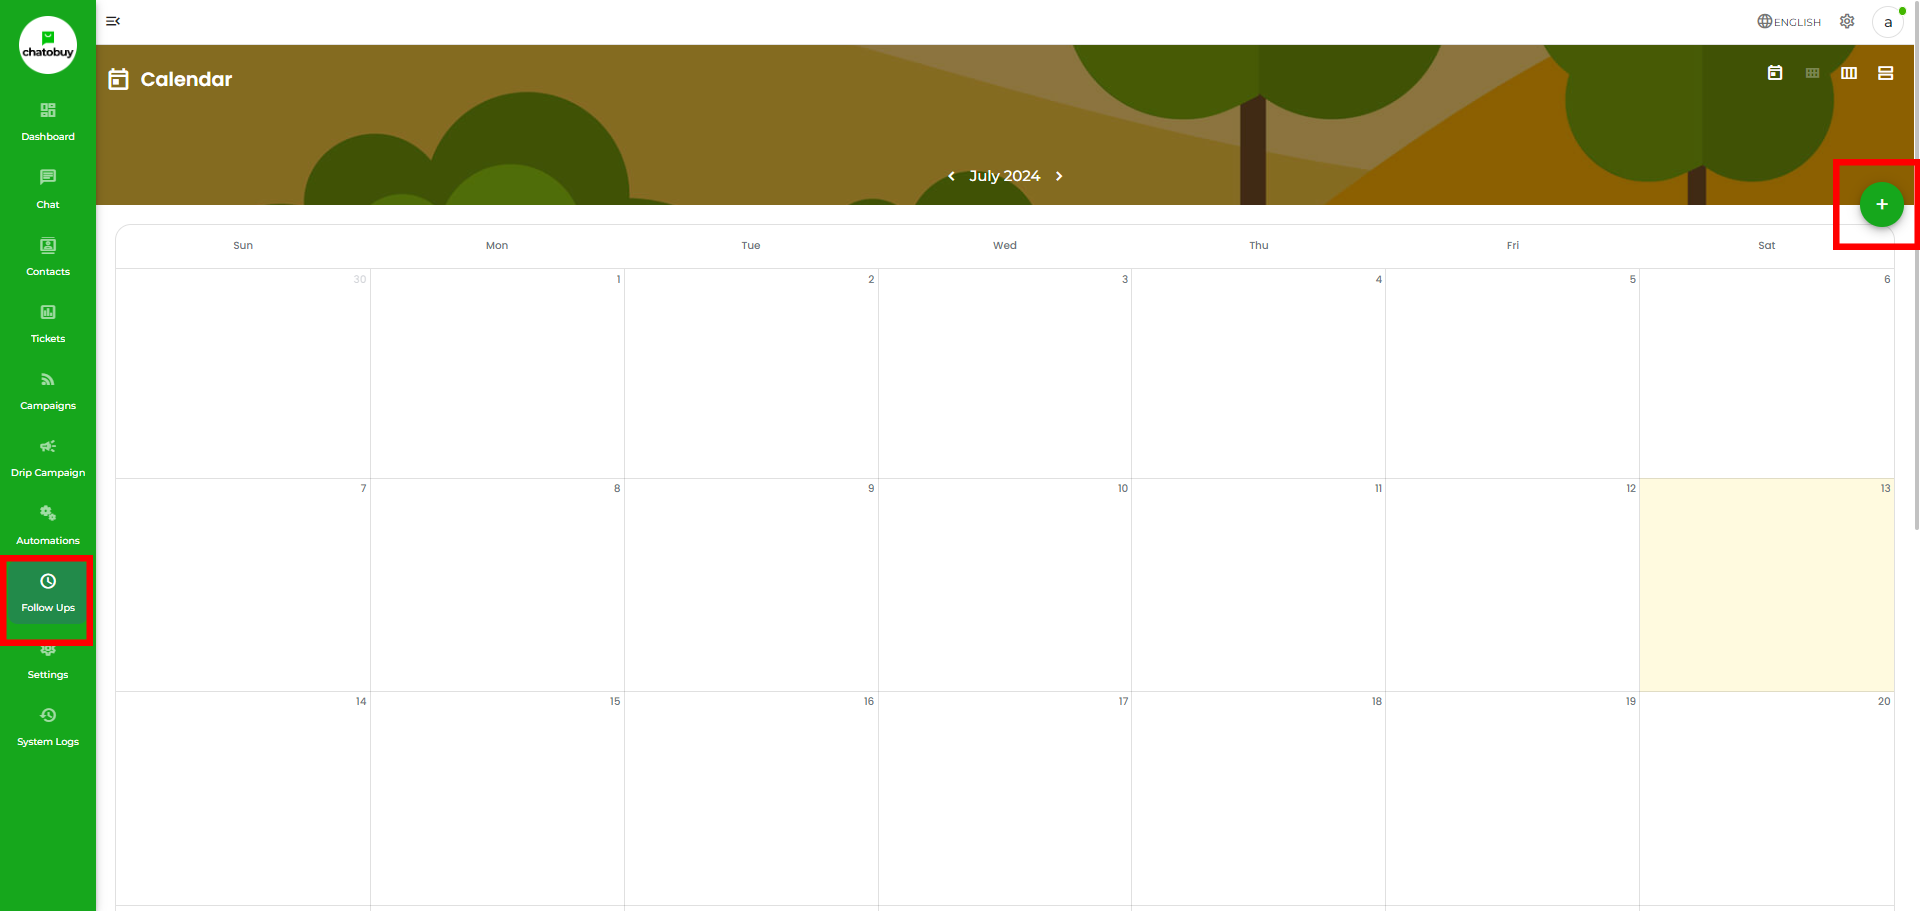 chatobuy
ENGLISH
a
Calendar
Dashboard
Chat
July 2024
+
Contacts
Sun Mon Tue Wed Thu Fri Sat
30 1 2 3 4 5 6
Tickets
Campaigns
Drip Campaign
7 8 9 10 11 12 13
Automations
Follow Ups
Settings
14 15 16 17 18 19 20
System Logs